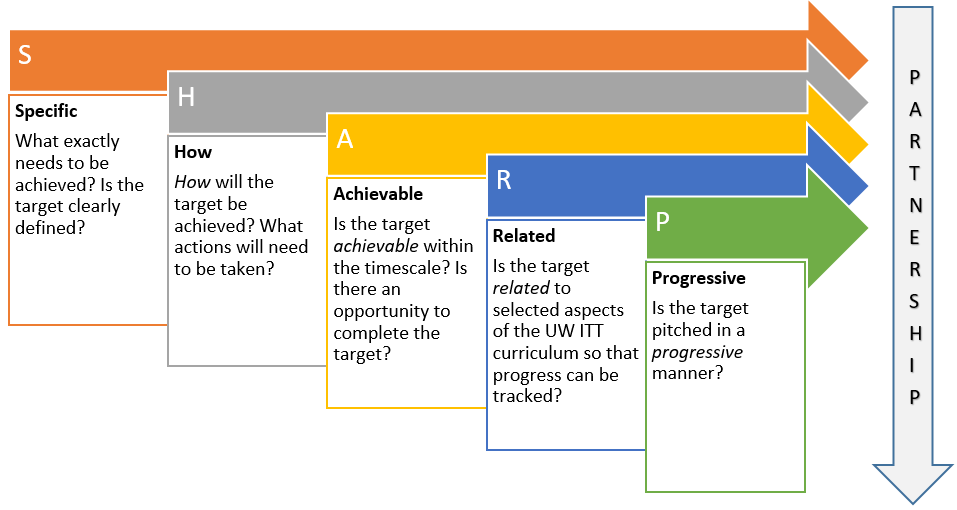 S
Specific
What exactly
needs to be
achieved? Is the
target clearly
defined?
H
How
How will the
target be
achieved? What
actions will need
to be taken?
A
Achievable
Is the target
achievable within
the timescale? Is
there an
opportunity to
complete the
target?
R
Related
Is the target
related to
selected aspects
of the UW ITT
curriculum so that
progress can be
tracked?
P
Progressive
Is the target
pitched in a
progressive
manner?
PARTNERSHIP